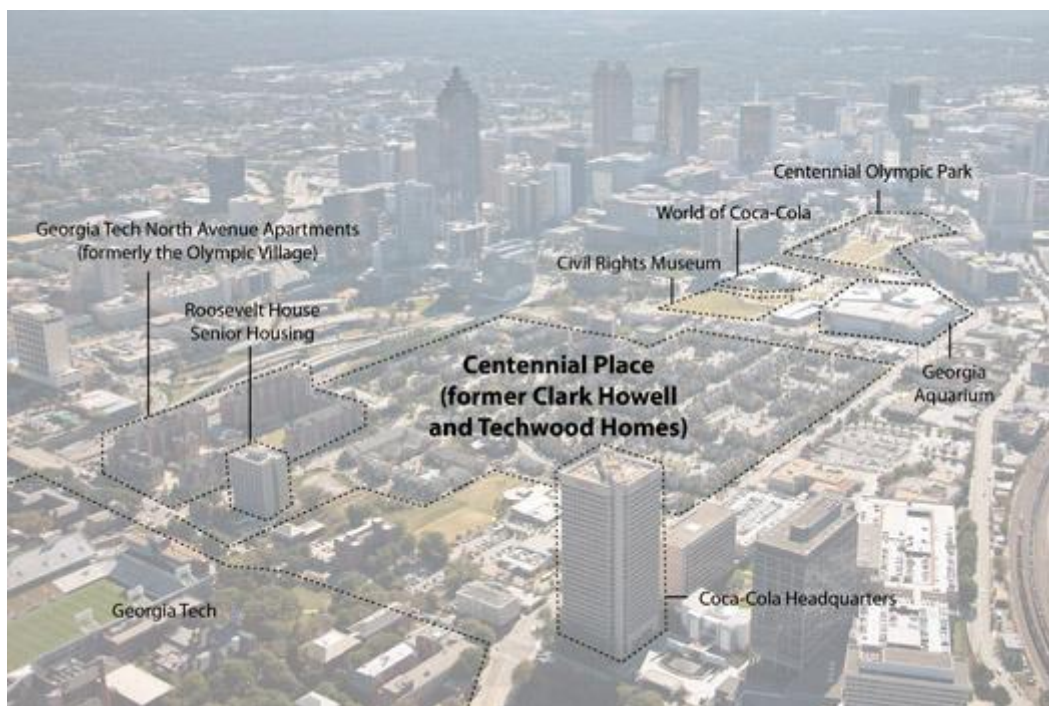 Centennial Olympic Park
World of Coca-Cola
Georgia Tech North Avenue Apartments
(formerly the Olympic Village)
Civil Rights Museum
Roosevelt House
Senior Housing
Centennial Place
(former Clark Howell
and Techwood Homes)
Georgia
Aquarium
Coca-Cola Headquarters
Georgia Tech